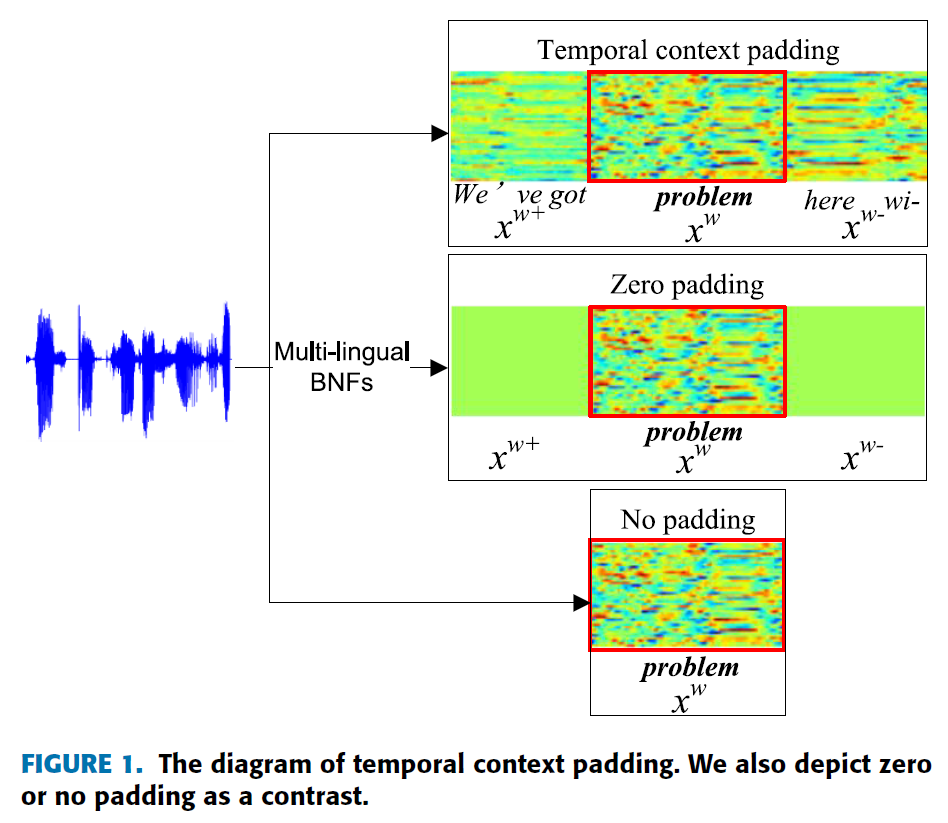 Temporal context padding
We’ve got problem here wi-
x^{w+} x^{w} x^{w-}
Multi-lingual
BNFs
Zero padding
problem
x^{w+} x^{w} x^{w-}
No padding
problem
x^{w}
FIGURE 1. The diagram of temporal context padding. We also depict zero
or no padding as a contrast.